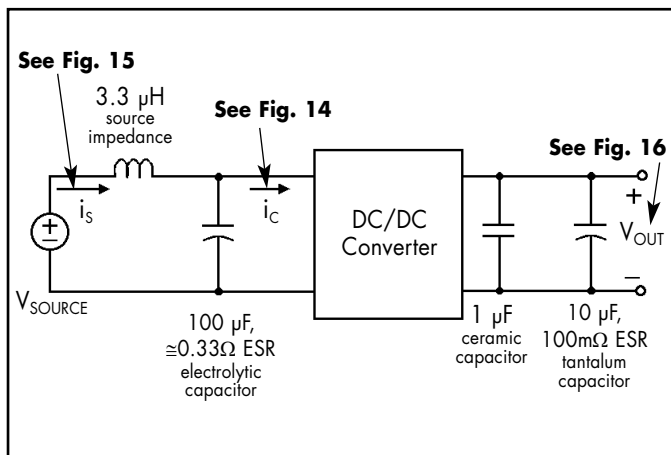 See Fig. 15
3.3 µH
source
impedance
See Fig. 14
See Fig. 16
iS
iC
DC/DC
Converter
+
VOUT
−
+
−
VSOURCE
100 µF,
≅0.33Ω ESR
electrolytic
capacitor
1 µF
ceramic
capacitor
10 µF,
100mΩ ESR
tantalum
capacitor